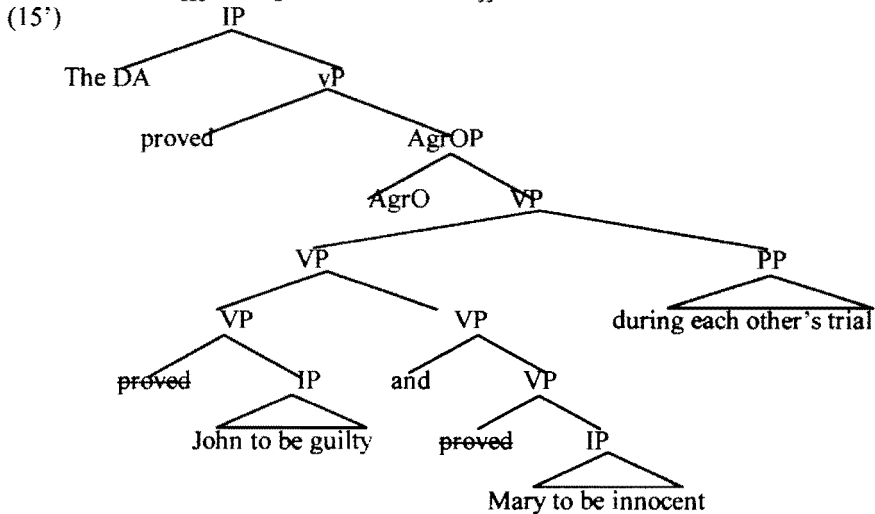 (15')
IP
The DA
vP
proved
AgrOP
AgrO
VP
VP
PP
VP
VP
during each other's trial
proved
IP
and
VP
John to be guilty
proved
IP
Mary to be innocent